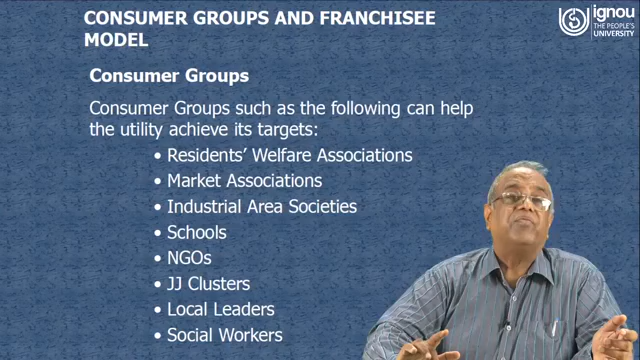 CONSUMER GROUPS AND FRANCHISEE
MODEL
ignou
THE PEOPLE'S
UNIVERSITY
Consumer Groups
Consumer Groups such as the following can help
the utility achieve its targets:
• Residents' Welfare Associations
• Market Associations
• Industrial Area Societies
• Schools
• NGOs
• JJ Clusters
• Local Leaders
• Social Workers